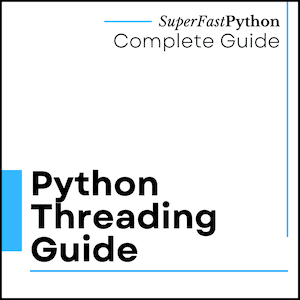 SuperFastPython
Complete Guide
Python
Threading
Guide